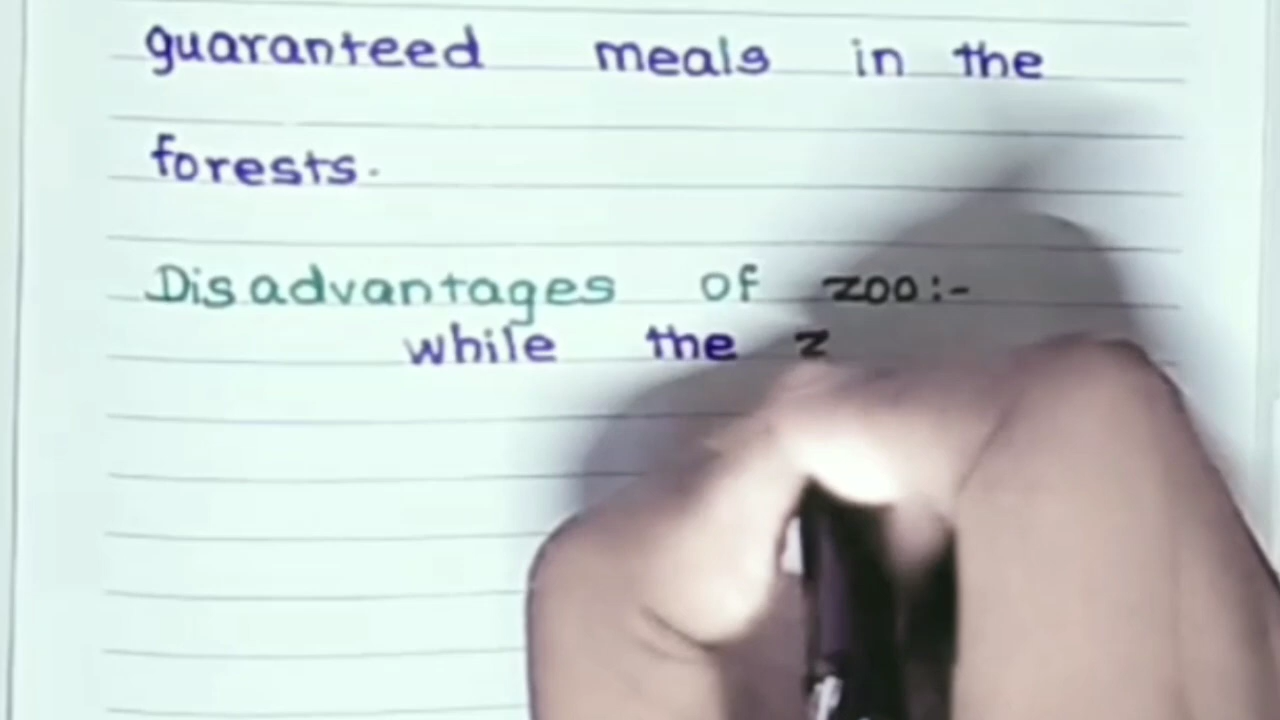 guaranteed meals in the
forests.
Disadvantages of zoo:-
while the z